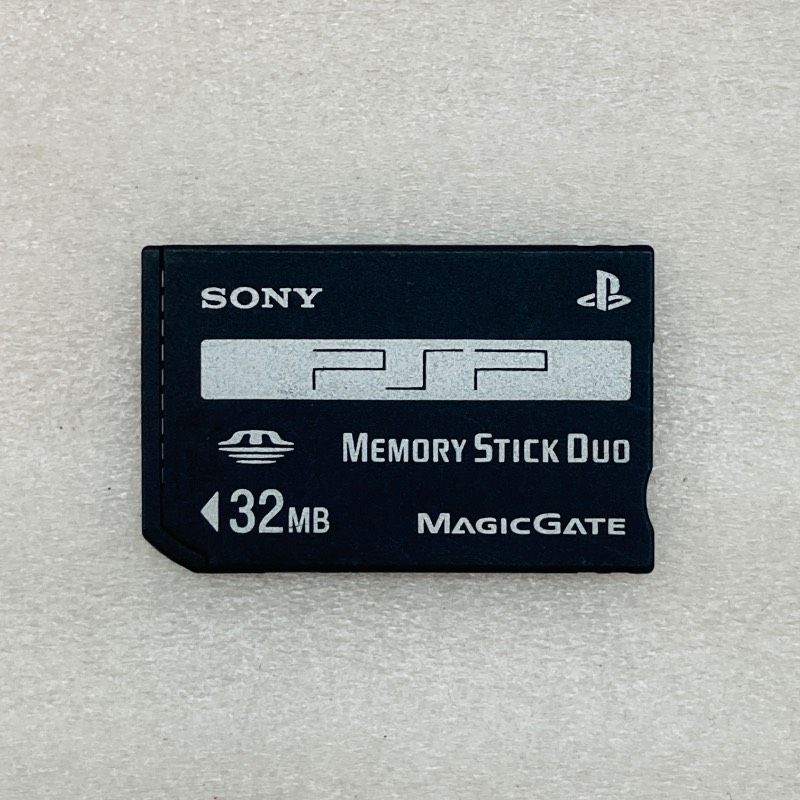 SONY
PSP
MEMORY STICK DUO
32MB
MAGICGATE